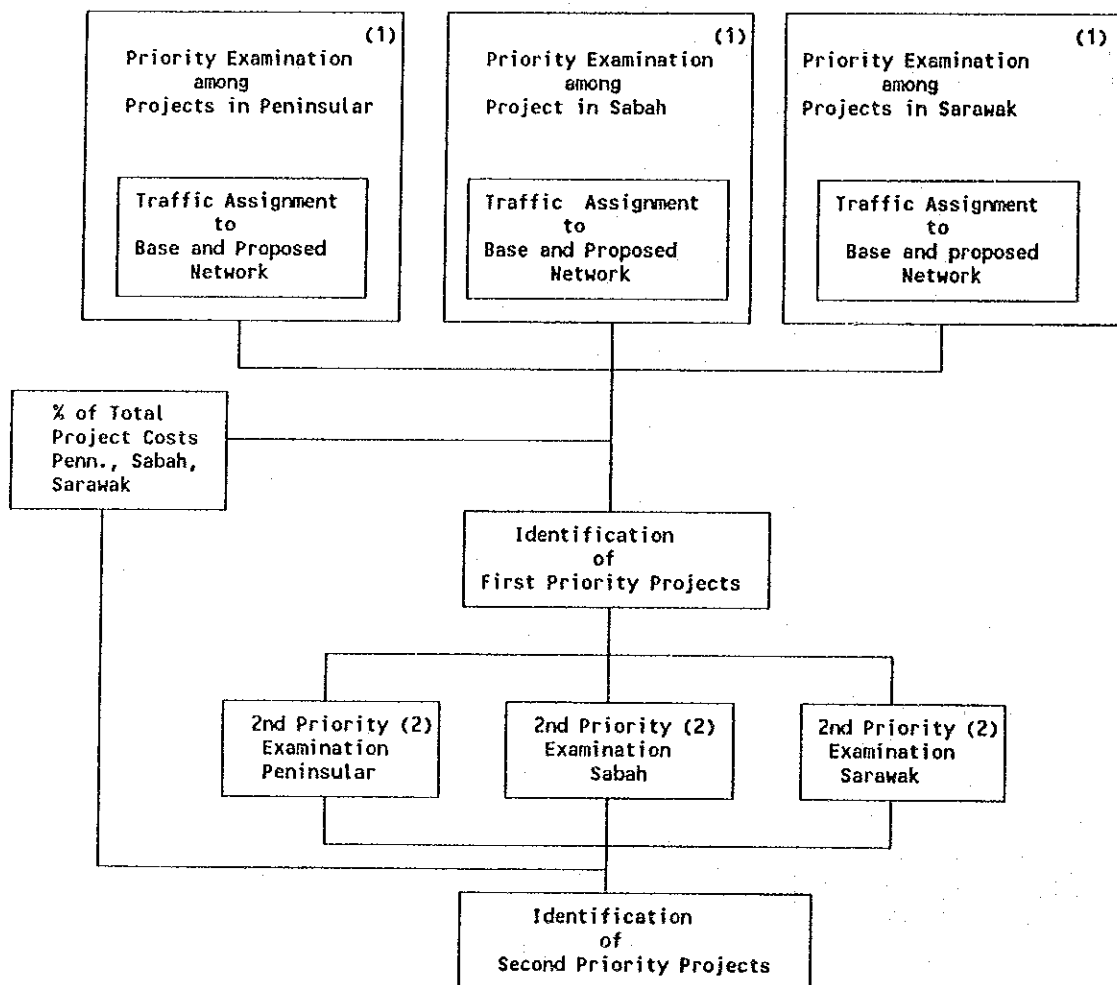 (1)
Priority Examination
among
Projects in Peninsular
Traffic Assignment
to
Base and Proposed
Network
(1)
Priority Examination
among
Project in Sabah
Traffic Assignment
to
Base and Proposed
Network
(1)
Priority Examination
among
Projects in Sarawak
Traffic Assignment
to
Base and proposed
Network
% of Total
Project Costs
Penn., Sabah,
Sarawak
Identification
of
First Priority Projects
2nd Priority (2)
Examination
Peninsular
2nd Priority (2)
Examination
Sabah
2nd Priority (2)
Examination
Sarawak
Identification
of
Second Priority Projects